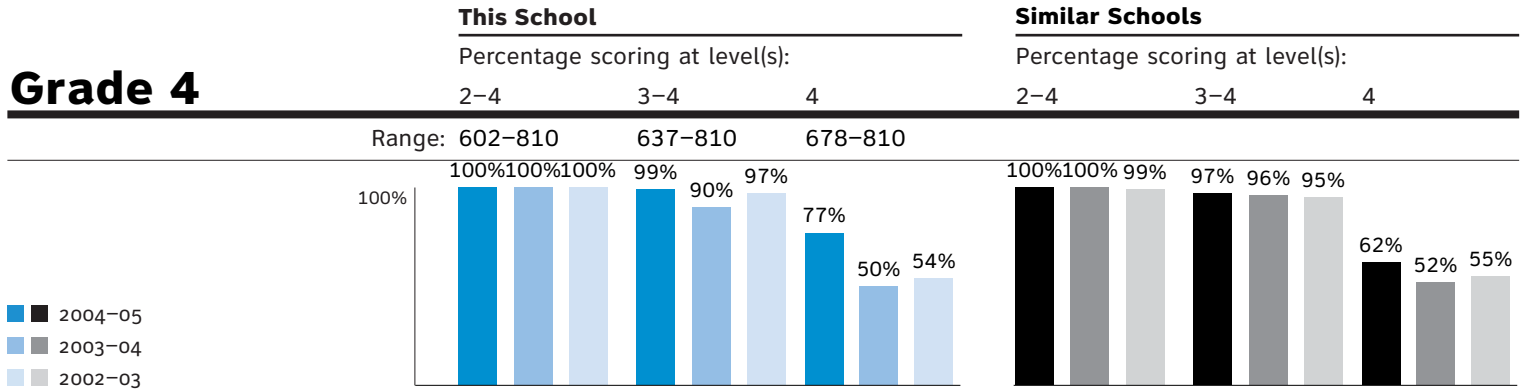 This School Similar Schools
Percentage scoring at level(s): Percentage scoring at level(s):
Grade 4 2–4 3–4 4 2–4 3–4 4
Range: 602–810 637–810 678–810
100% 100% 100% 99% 90% 97% 77% 50% 54% 100% 100% 99% 97% 96% 95% 62% 52% 55%
100%
2004–05
2003–04
2002–03